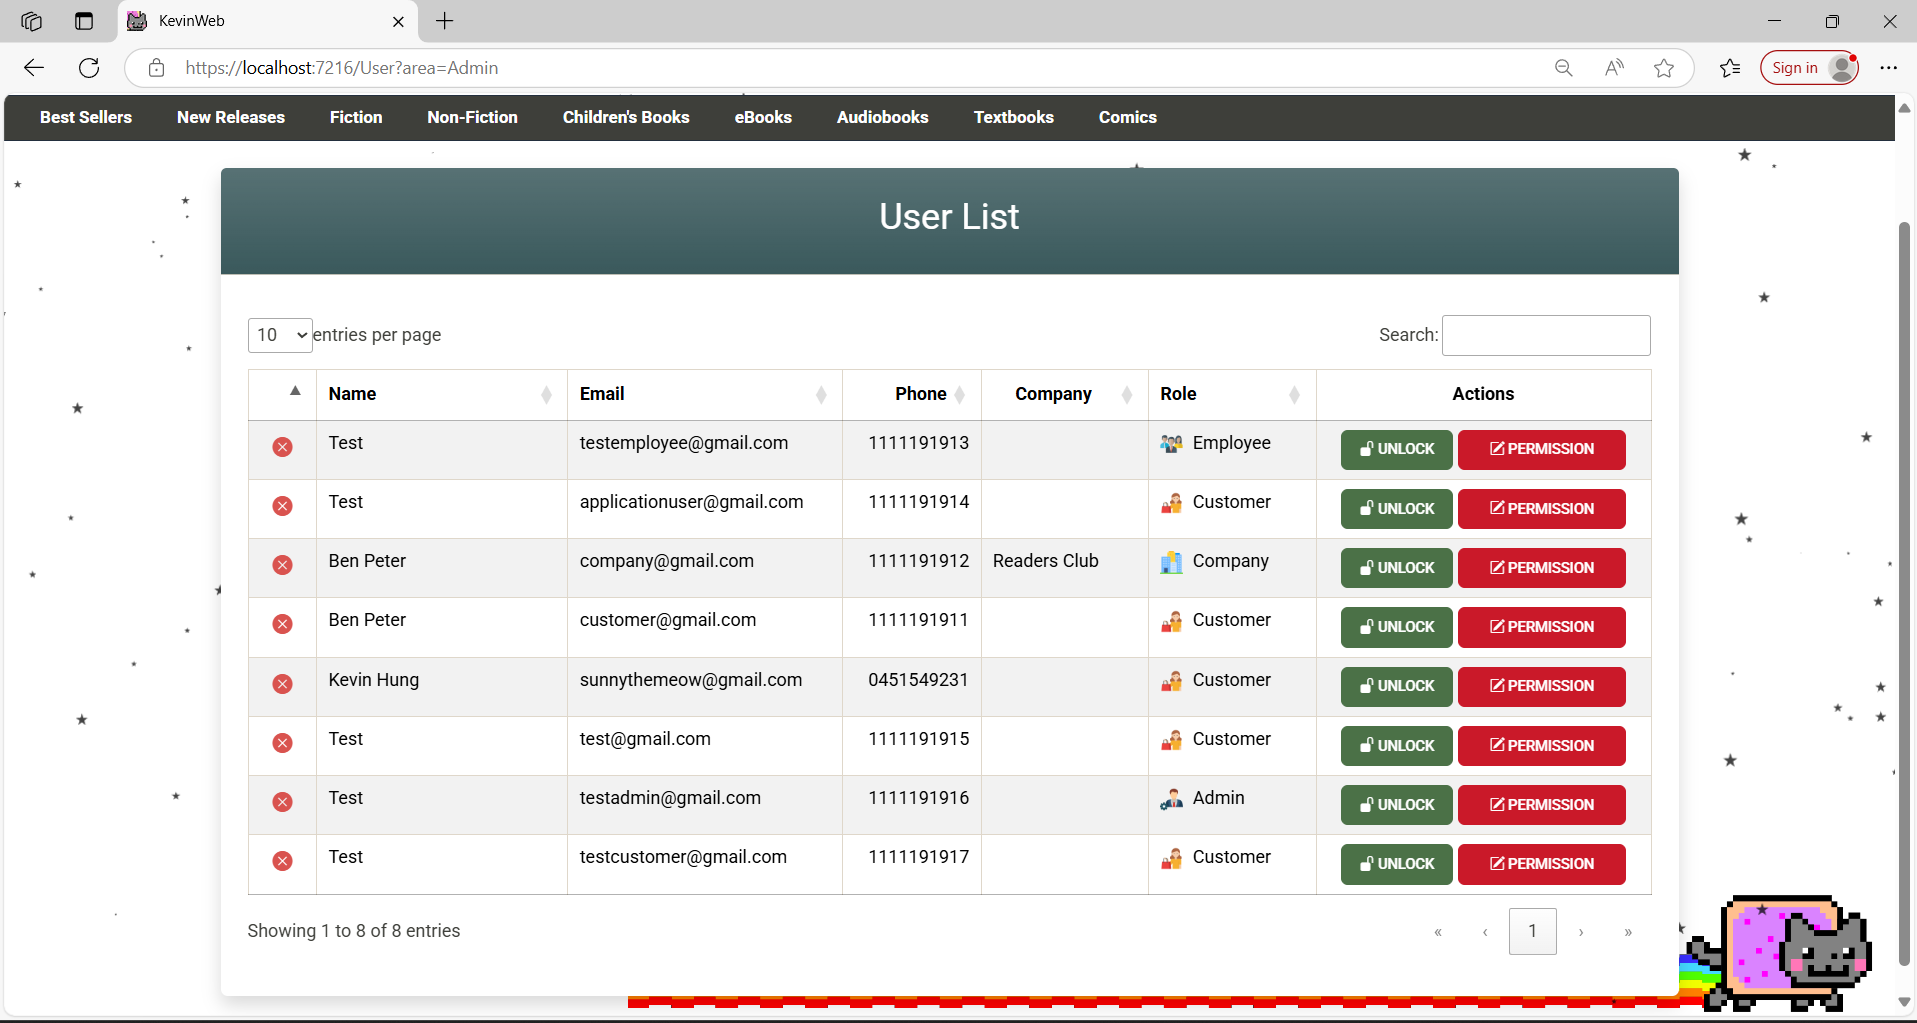 KevinWeb
https://localhost:7216/User?area=Admin
Sign in
Best Sellers New Releases Fiction Non-Fiction Children's Books eBooks Audiobooks Textbooks Comics
User List
10 entries per page Search:
Name Email Phone Company Role Actions
Test testemployee@gmail.com 1111191913 Employee UNLOCK PERMISSION
Test applicationuser@gmail.com 1111191914 Customer UNLOCK PERMISSION
Ben Peter company@gmail.com 1111191912 Readers Club Company UNLOCK PERMISSION
Ben Peter customer@gmail.com 1111191911 Customer UNLOCK PERMISSION
Kevin Hung sunnythemeow@gmail.com 0451549231 Customer UNLOCK PERMISSION
Test test@gmail.com 1111191915 Customer UNLOCK PERMISSION
Test testadmin@gmail.com 1111191916 Admin UNLOCK PERMISSION
Test testcustomer@gmail.com 1111191917 Customer UNLOCK PERMISSION
Showing 1 to 8 of 8 entries « ‹ 1 › »